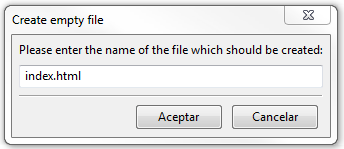 Create empty file
Please enter the name of the file which should be created:
index.html
Aceptar
Cancelar